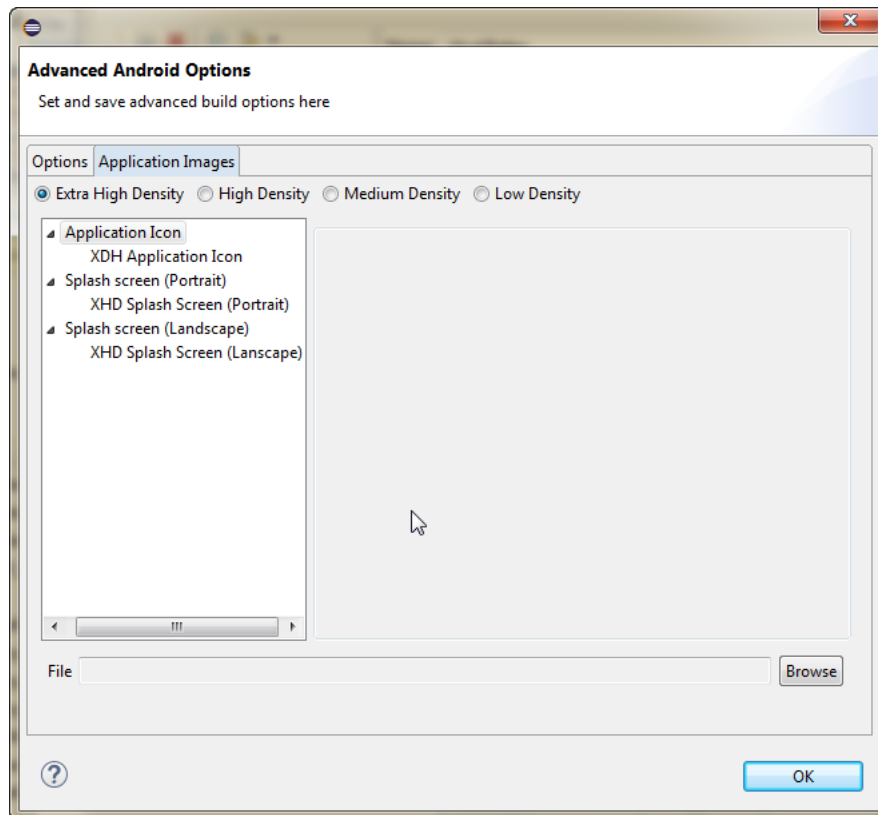 Advanced Android Options
Set and save advanced build options here
Options Application Images
Extra High Density High Density Medium Density Low Density
Application Icon
XDH Application Icon
Splash screen (Portrait)
XHD Splash Screen (Portrait)
Splash screen (Landscape)
XHD Splash Screen (Lanscape)
File Browse
? OK